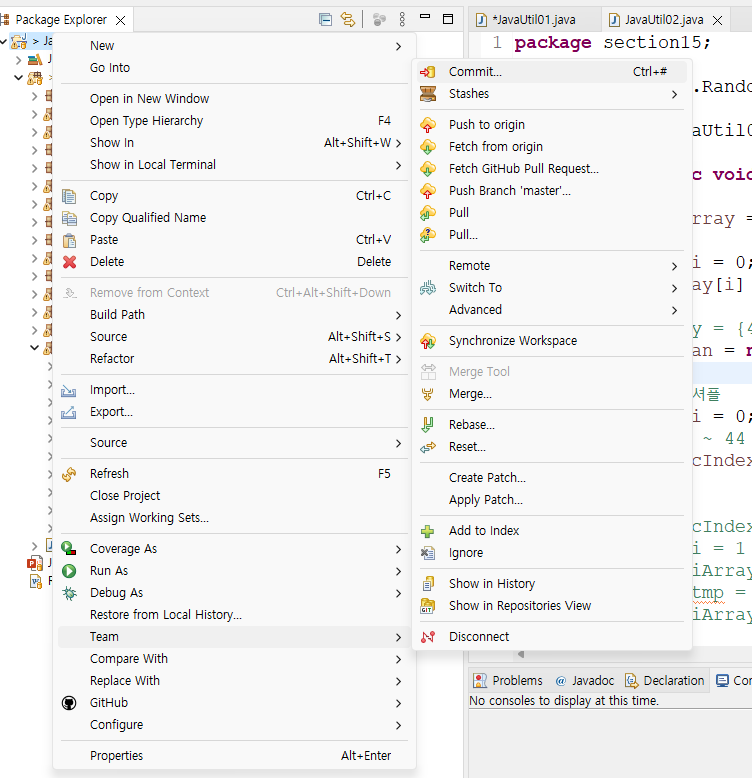 Package Explorer
*JavaUtil01.java
JavaUtil02.java
> Ja
New
Go Into
Open in New Window
Open Type Hierarchy F4
Show In Alt+Shift+W
Show in Local Terminal
Copy Ctrl+C
Copy Qualified Name
Paste Ctrl+V
Delete Delete
Remove from Context Ctrl+Alt+Shift+Down
Build Path
Source Alt+Shift+S
Refactor Alt+Shift+T
Import...
Export...
Source
Refresh F5
Close Project
Assign Working Sets...
Coverage As
Run As
Debug As
Restore from Local History...
Team
Compare With
Replace With
GitHub
Configure
Properties Alt+Enter
Commit... Ctrl+#
Stashes
Push to origin
Fetch from origin
Fetch GitHub Pull Request...
Push Branch 'master'...
Pull
Pull...
Remote
Switch To
Advanced
Synchronize Workspace
Merge Tool
Merge...
Rebase...
Reset...
Create Patch...
Apply Patch...
Add to Index
Ignore
Show in History
Show in Repositories View
Disconnect
1 package section15;
.Rando
avaUtil0
c void
rray =
i = 0;
ay[i]
y = {4
an = n
셔플
i = 0;
~ 44
cIndex
cIndex
i = 1
iArray
tmp =
iArray
Problems
@ Javadoc
Declaration
Con
No consoles to display at this time.